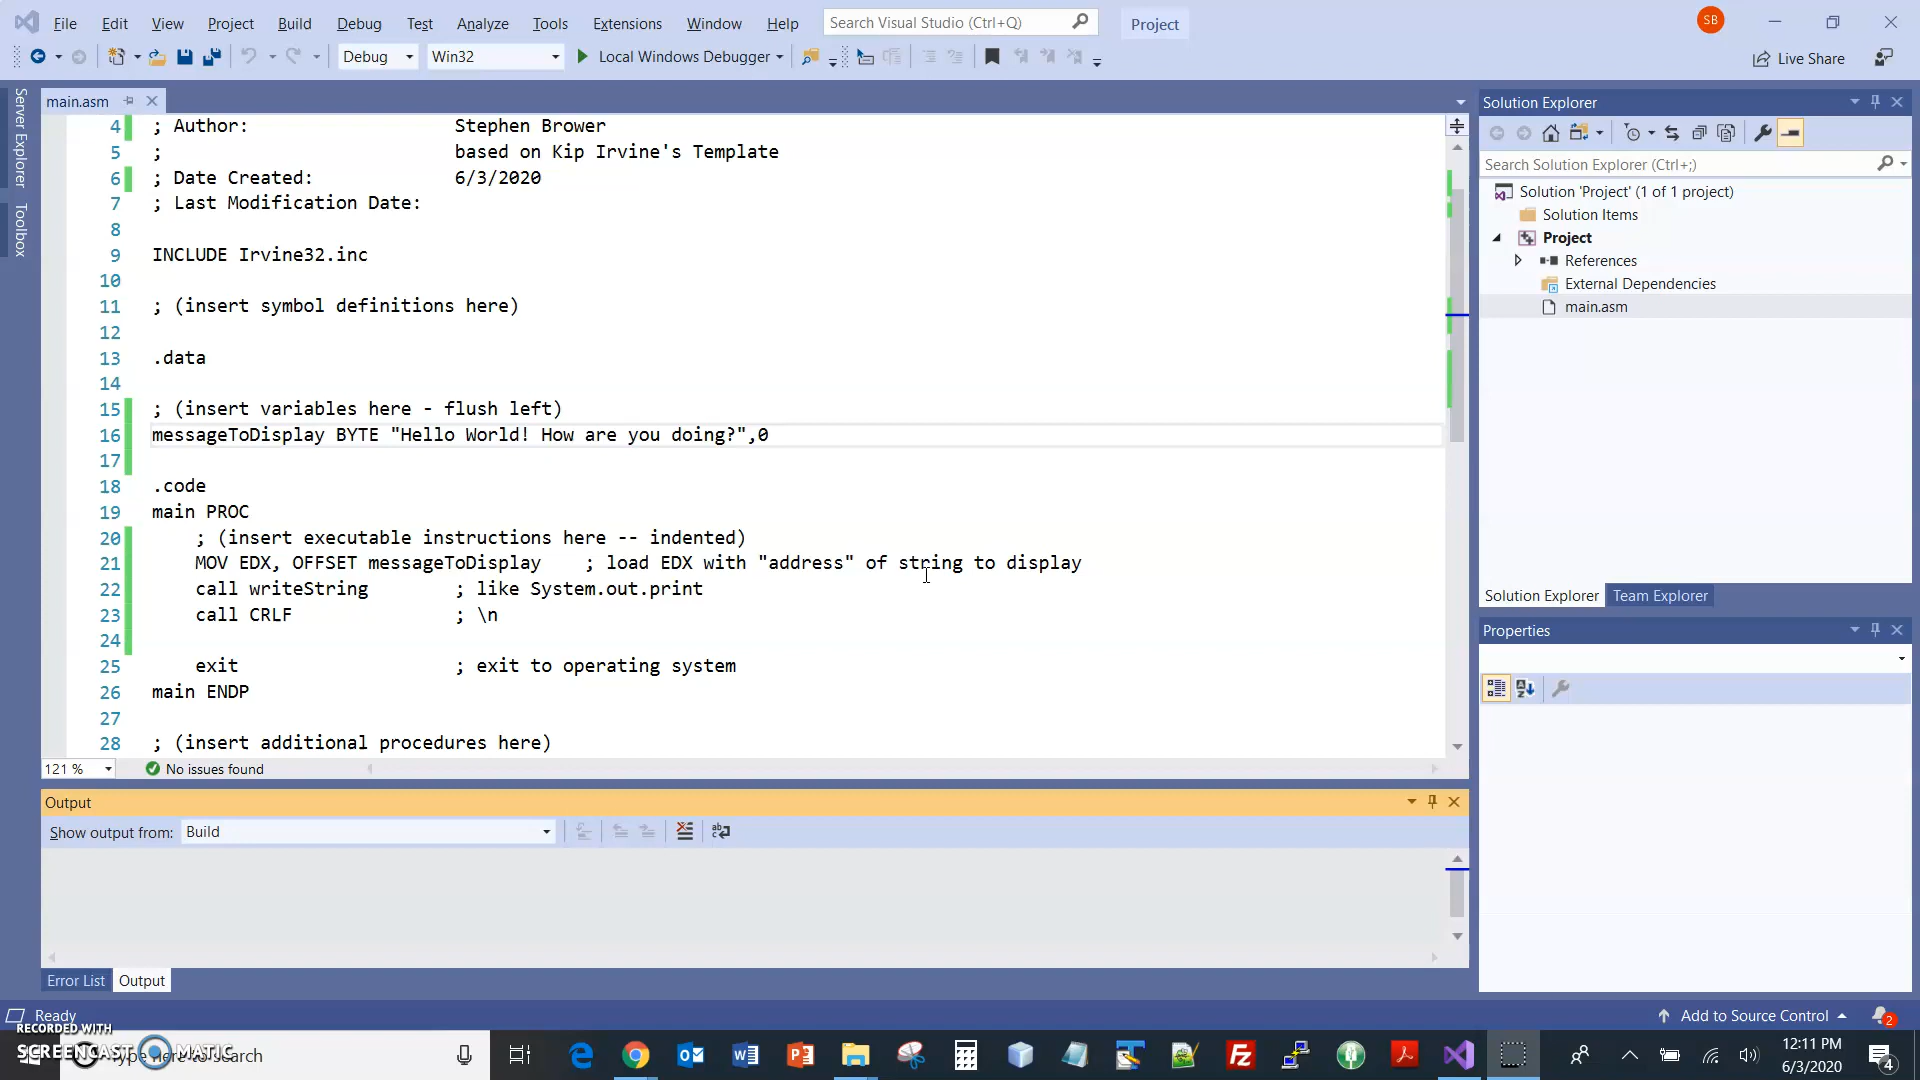 File Edit View Project Build Debug Test Analyze Tools Extensions Window Help Search Visual Studio (Ctrl+Q) Project SB
Debug Win32 Local Windows Debugger Live Share
Server Explorer
Toolbox
main.asm
4 ; Author: Stephen Brower
5 ; based on Kip Irvine's Template
6 ; Date Created: 6/3/2020
7 ; Last Modification Date:
8
9 INCLUDE Irvine32.inc
10
11 ; (insert symbol definitions here)
12
13 .data
14
15 ; (insert variables here - flush left)
16 messageToDisplay BYTE "Hello World! How are you doing?",0
17
18 .code
19 main PROC
20 ; (insert executable instructions here -- indented)
21 MOV EDX, OFFSET messageToDisplay ; load EDX with "address" of string to display
22 call writeString ; like System.out.print
23 call CRLF ; \n
24
25 exit ; exit to operating system
26 main ENDP
27
28 ; (insert additional procedures here)
121 % No issues found
Output
Show output from: Build
Error List Output
Solution Explorer
Search Solution Explorer (Ctrl+;)
Solution 'Project' (1 of 1 project)
Solution Items
Project
References
External Dependencies
main.asm
Solution Explorer Team Explorer
Properties
Ready
Add to Source Control 2
RECORDED WITH
SCREENCAST MATIC
Type here to search
12:11 PM
6/3/2020
4